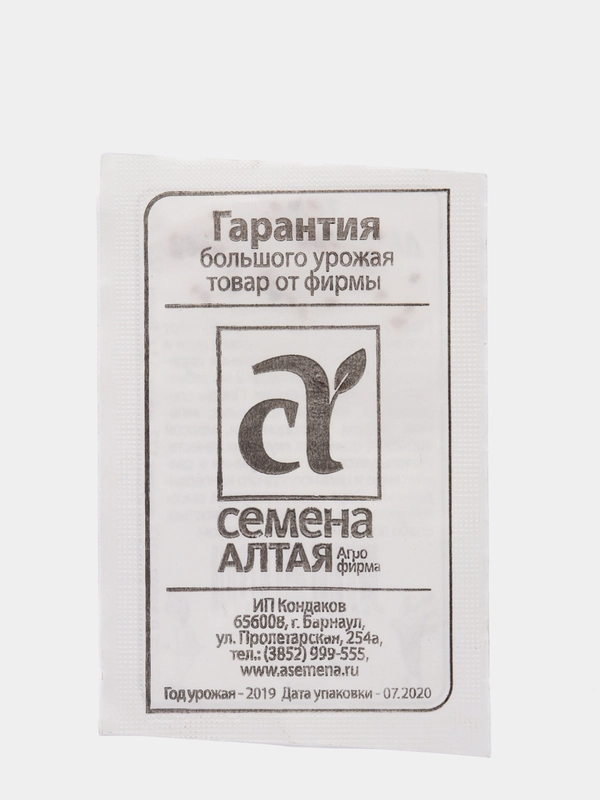 Гарантия
большого урожая
товар от фирмы
семена
АЛТАЯ Агро
фирма
ИП Кондаков
656008, г. Барнаул,
ул. Пролетарская, 254а,
тел.: (3852) 999-555,
www.asemena.ru
Год урожая - 2019 Дата упаковки - 07.2020